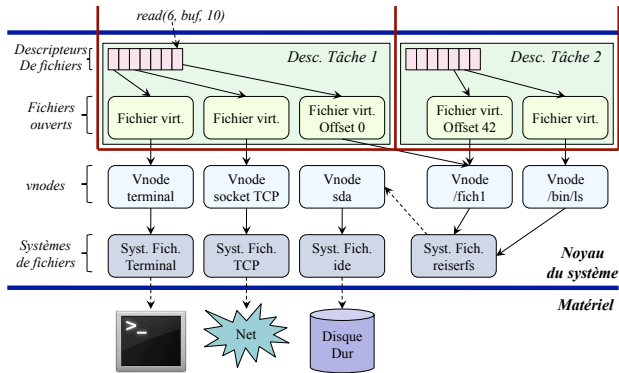 read(6, buf, 10)
Descripteurs
De fichiers
Desc. Tâche 1
Desc. Tâche 2
Fichiers
ouverts
Fichier virt.
Fichier virt.
Fichier virt.
Offset 0
Fichier virt.
Offset 42
Fichier virt.
vnodes
Vnode
terminal
Vnode
socket TCP
Vnode
sda
Vnode
/fich1
Vnode
/bin/ls
Systèmes
de fichiers
Syst. Fich.
Terminal
Syst. Fich.
TCP
Syst. Fich.
ide
Syst. Fich.
reiserfs
Noyau
du système
Matériel
>_
Net
Disque
Dur